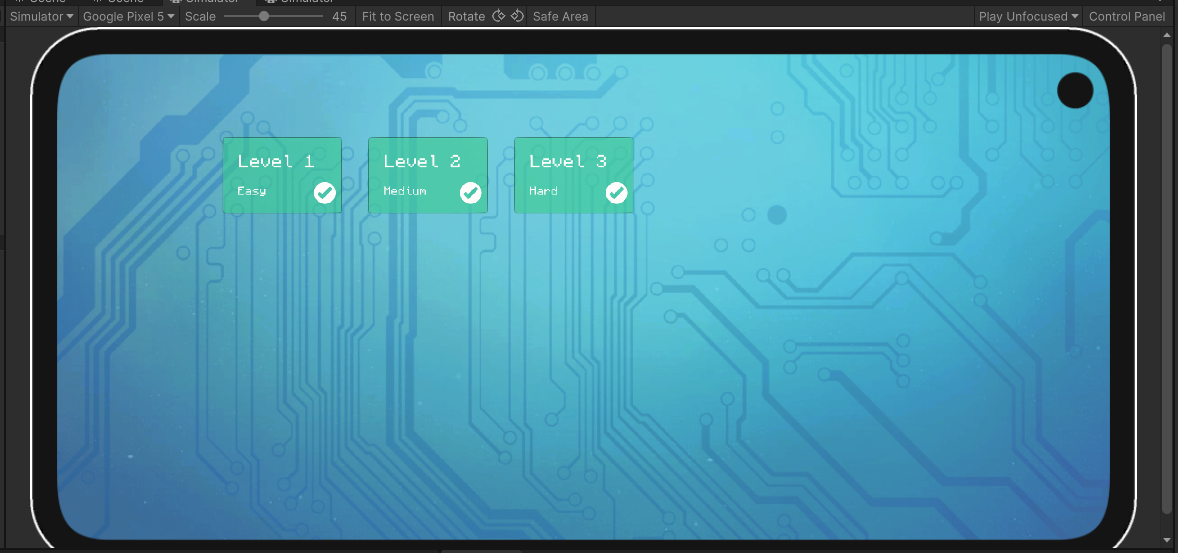 Simulator Google Pixel 5 Scale 45 Fit to Screen Rotate Safe Area Play Unfocused Control Panel
Level 1 Level 2 Level 3
Easy Medium Hard